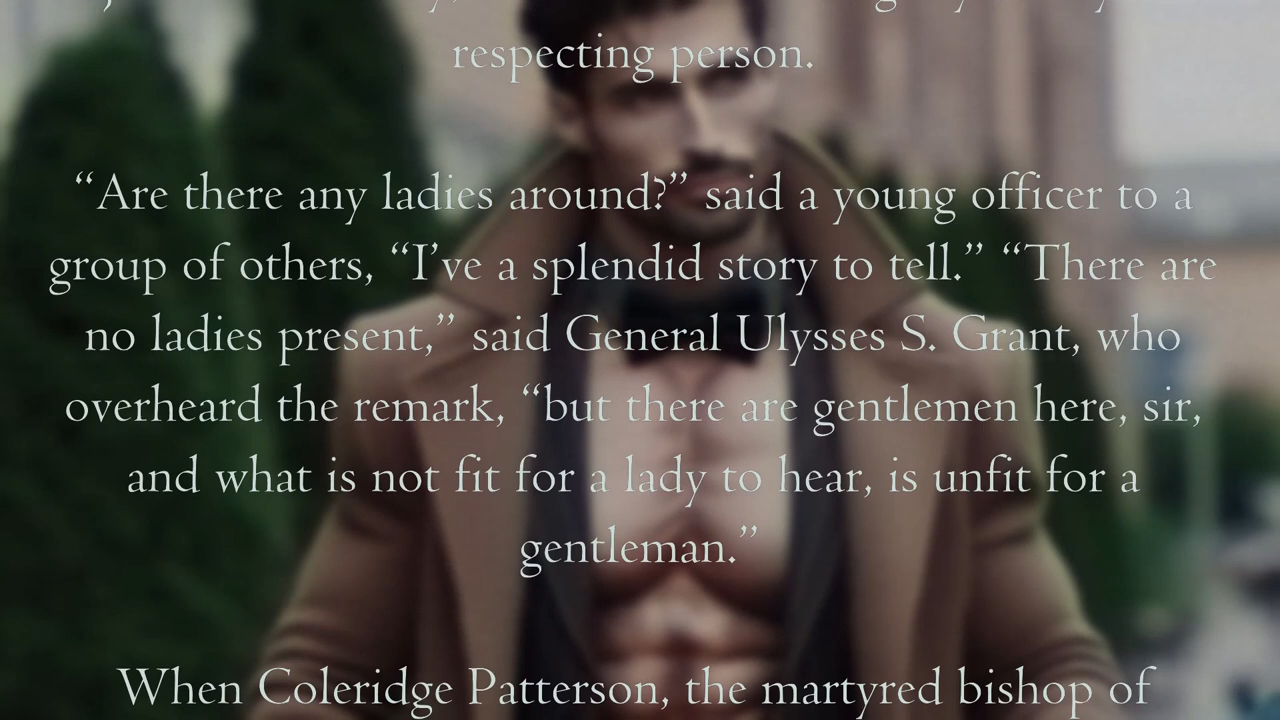 respecting person.
“Are there any ladies around?” said a young officer to a
group of others, “I’ve a splendid story to tell.” “There are
no ladies present,” said General Ulysses S. Grant, who
overheard the remark, “but there are gentlemen here, sir,
and what is not fit for a lady to hear, is unfit for a
gentleman.”
When Coleridge Patterson, the martyred bishop of